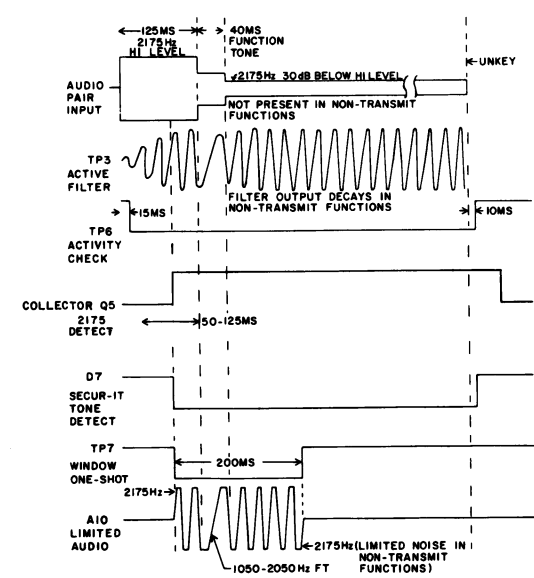 125MS
2175Hz
HI LEVEL
40MS
FUNCTION
TONE
UNKEY
AUDIO
PAIR
INPUT
2175Hz 30dB BELOW HI LEVEL
NOT PRESENT IN NON-TRANSMIT
FUNCTIONS
TP3
ACTIVE
FILTER
FILTER OUTPUT DECAYS IN
NON-TRANSMIT FUNCTIONS
15MS
10MS
TP6
ACTIVITY
CHECK
COLLECTOR Q5
2175
DETECT
50-125MS
D7
SECUR-IT
TONE
DETECT
TP7
WINDOW
ONE-SHOT
200MS
2175Hz
A10
LIMITED
AUDIO
2175Hz (LIMITED NOISE IN
NON-TRANSMIT
FUNCTIONS)
1050-2050 Hz FT